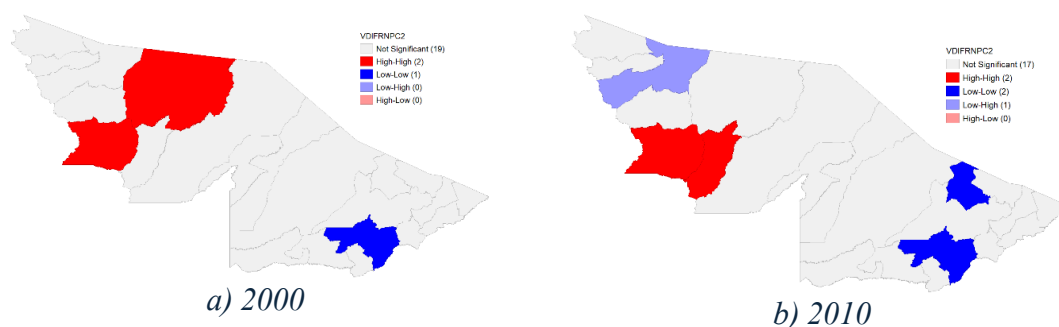 VDIFRNPC2
Not Significant (19)
High-High (2)
Low-Low (1)
Low-High (0)
High-Low (0)
a) 2000
VDIFRNPC2
Not Significant (17)
High-High (2)
Low-Low (2)
Low-High (1)
High-Low (0)
b) 2010